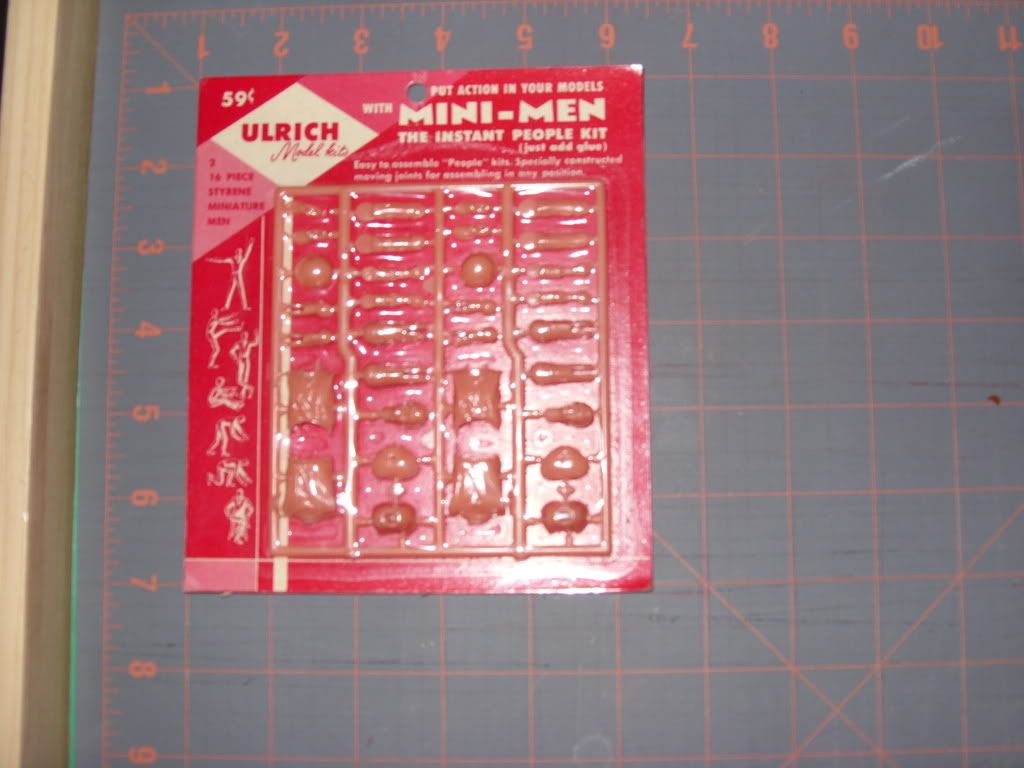 1 2 3 4 5 6 7 8 9 10 11
59¢
ULRICH
Model kits
PUT ACTION IN YOUR MODELS
WITH MINI-MEN
THE INSTANT PEOPLE KIT
(just add glue)
Easy to assemble "People" kits. Specially constructed
moving joints for assembling in any position.
2
16 PIECE
STYRENE
MINIATURE
MEN
1
2
3
4
5
6
7
8
9